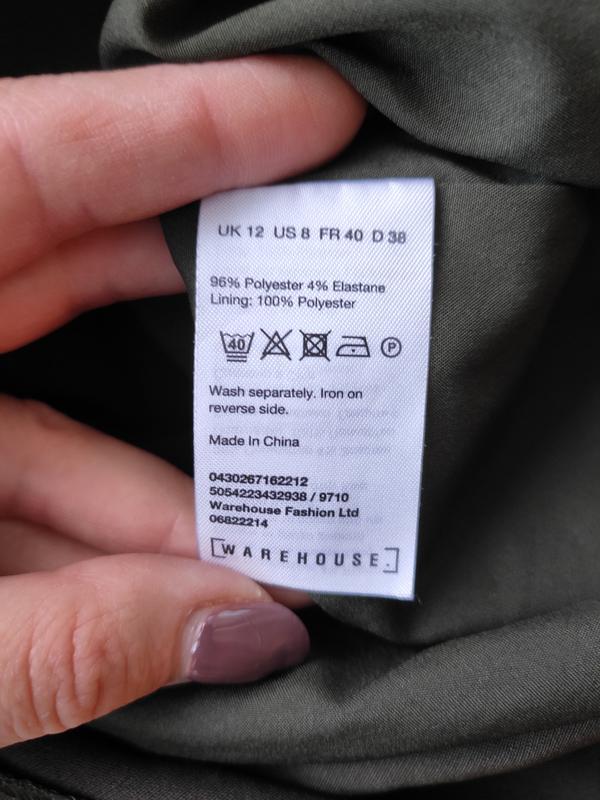 UK 12 US 8 FR 40 D 38
96% Polyester 4% Elastane
Lining: 100% Polyester
40 P
Wash separately. Iron on
reverse side.
Made In China
0430267162212
5054223432938 / 9710
Warehouse Fashion Ltd
06822214
[WAREHOUSE.]